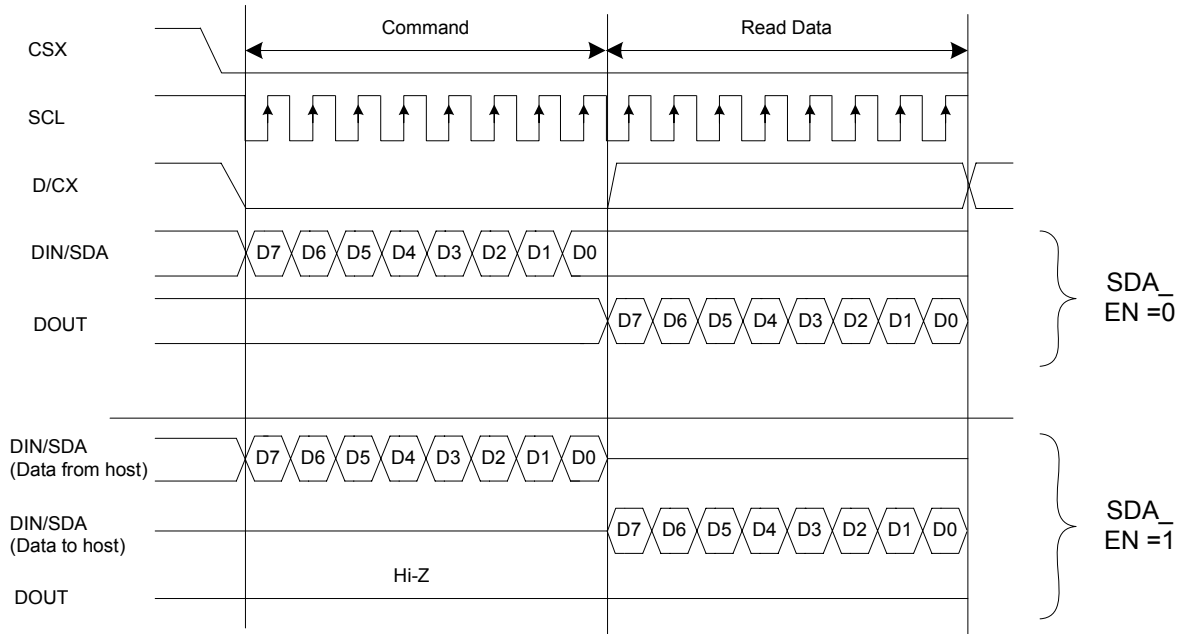 Command
Read Data
CSX
SCL
D/CX
DIN/SDA
D7 D6 D5 D4 D3 D2 D1 D0
DOUT
D7 D6 D5 D4 D3 D2 D1 D0
SDA_
EN =0
DIN/SDA
(Data from host)
D7 D6 D5 D4 D3 D2 D1 D0
DIN/SDA
(Data to host)
D7 D6 D5 D4 D3 D2 D1 D0
SDA_
EN =1
Hi-Z
DOUT